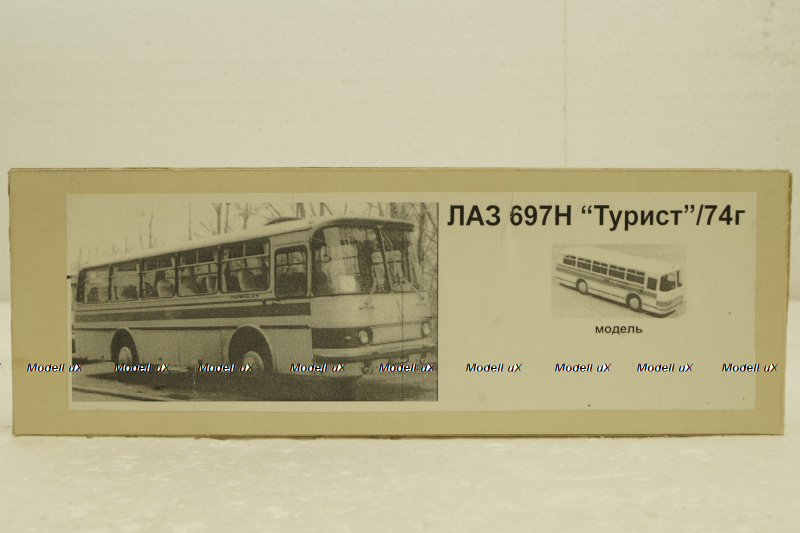 ЛАЗ 697Н “Турист”/74г
модель
Modell uX Modell uX Modell uX Modell uX Modell uX Modell uX Modell uX Modell uX Modell uX